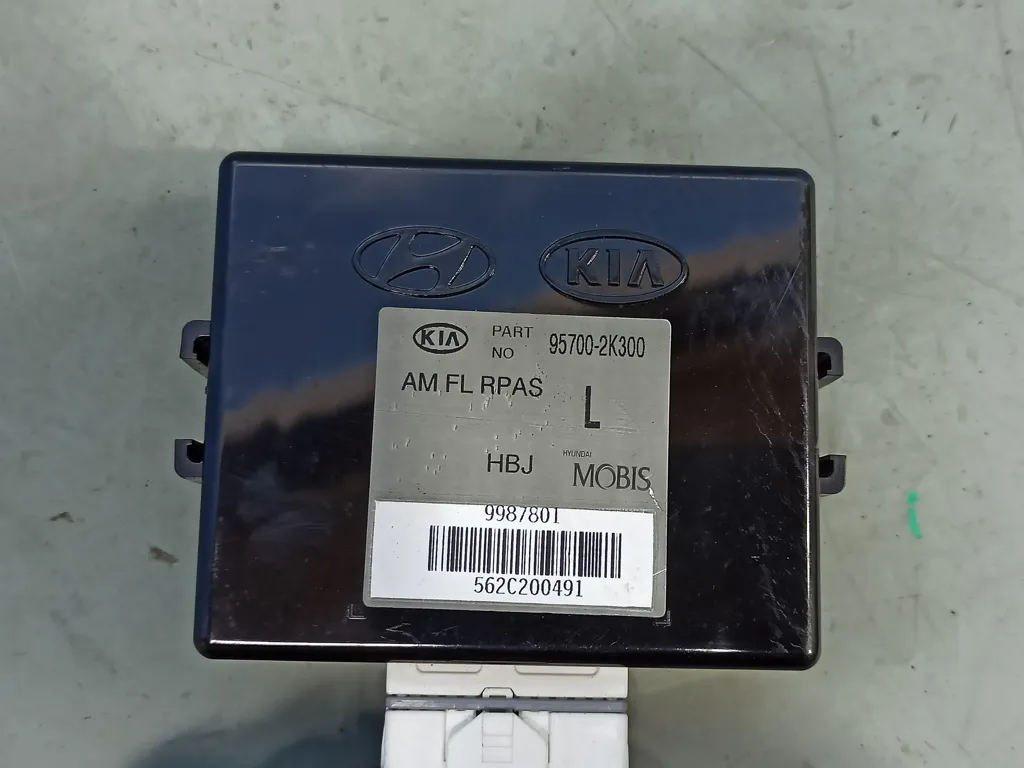 KIA
KIA PART NO 95700-2K300
AM FL RPAS L
HBJ HYUNDAI MOBIS
9987801
562C200491